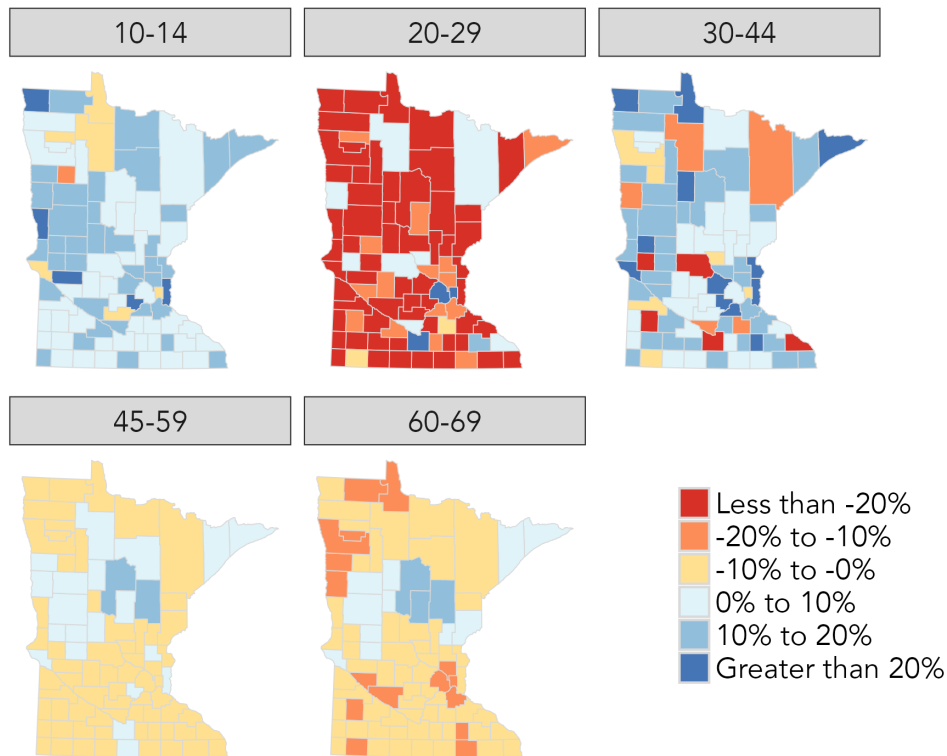 10-14
20-29
30-44
45-59
60-69
Less than -20%
-20% to -10%
-10% to -0%
0% to 10%
10% to 20%
Greater than 20%